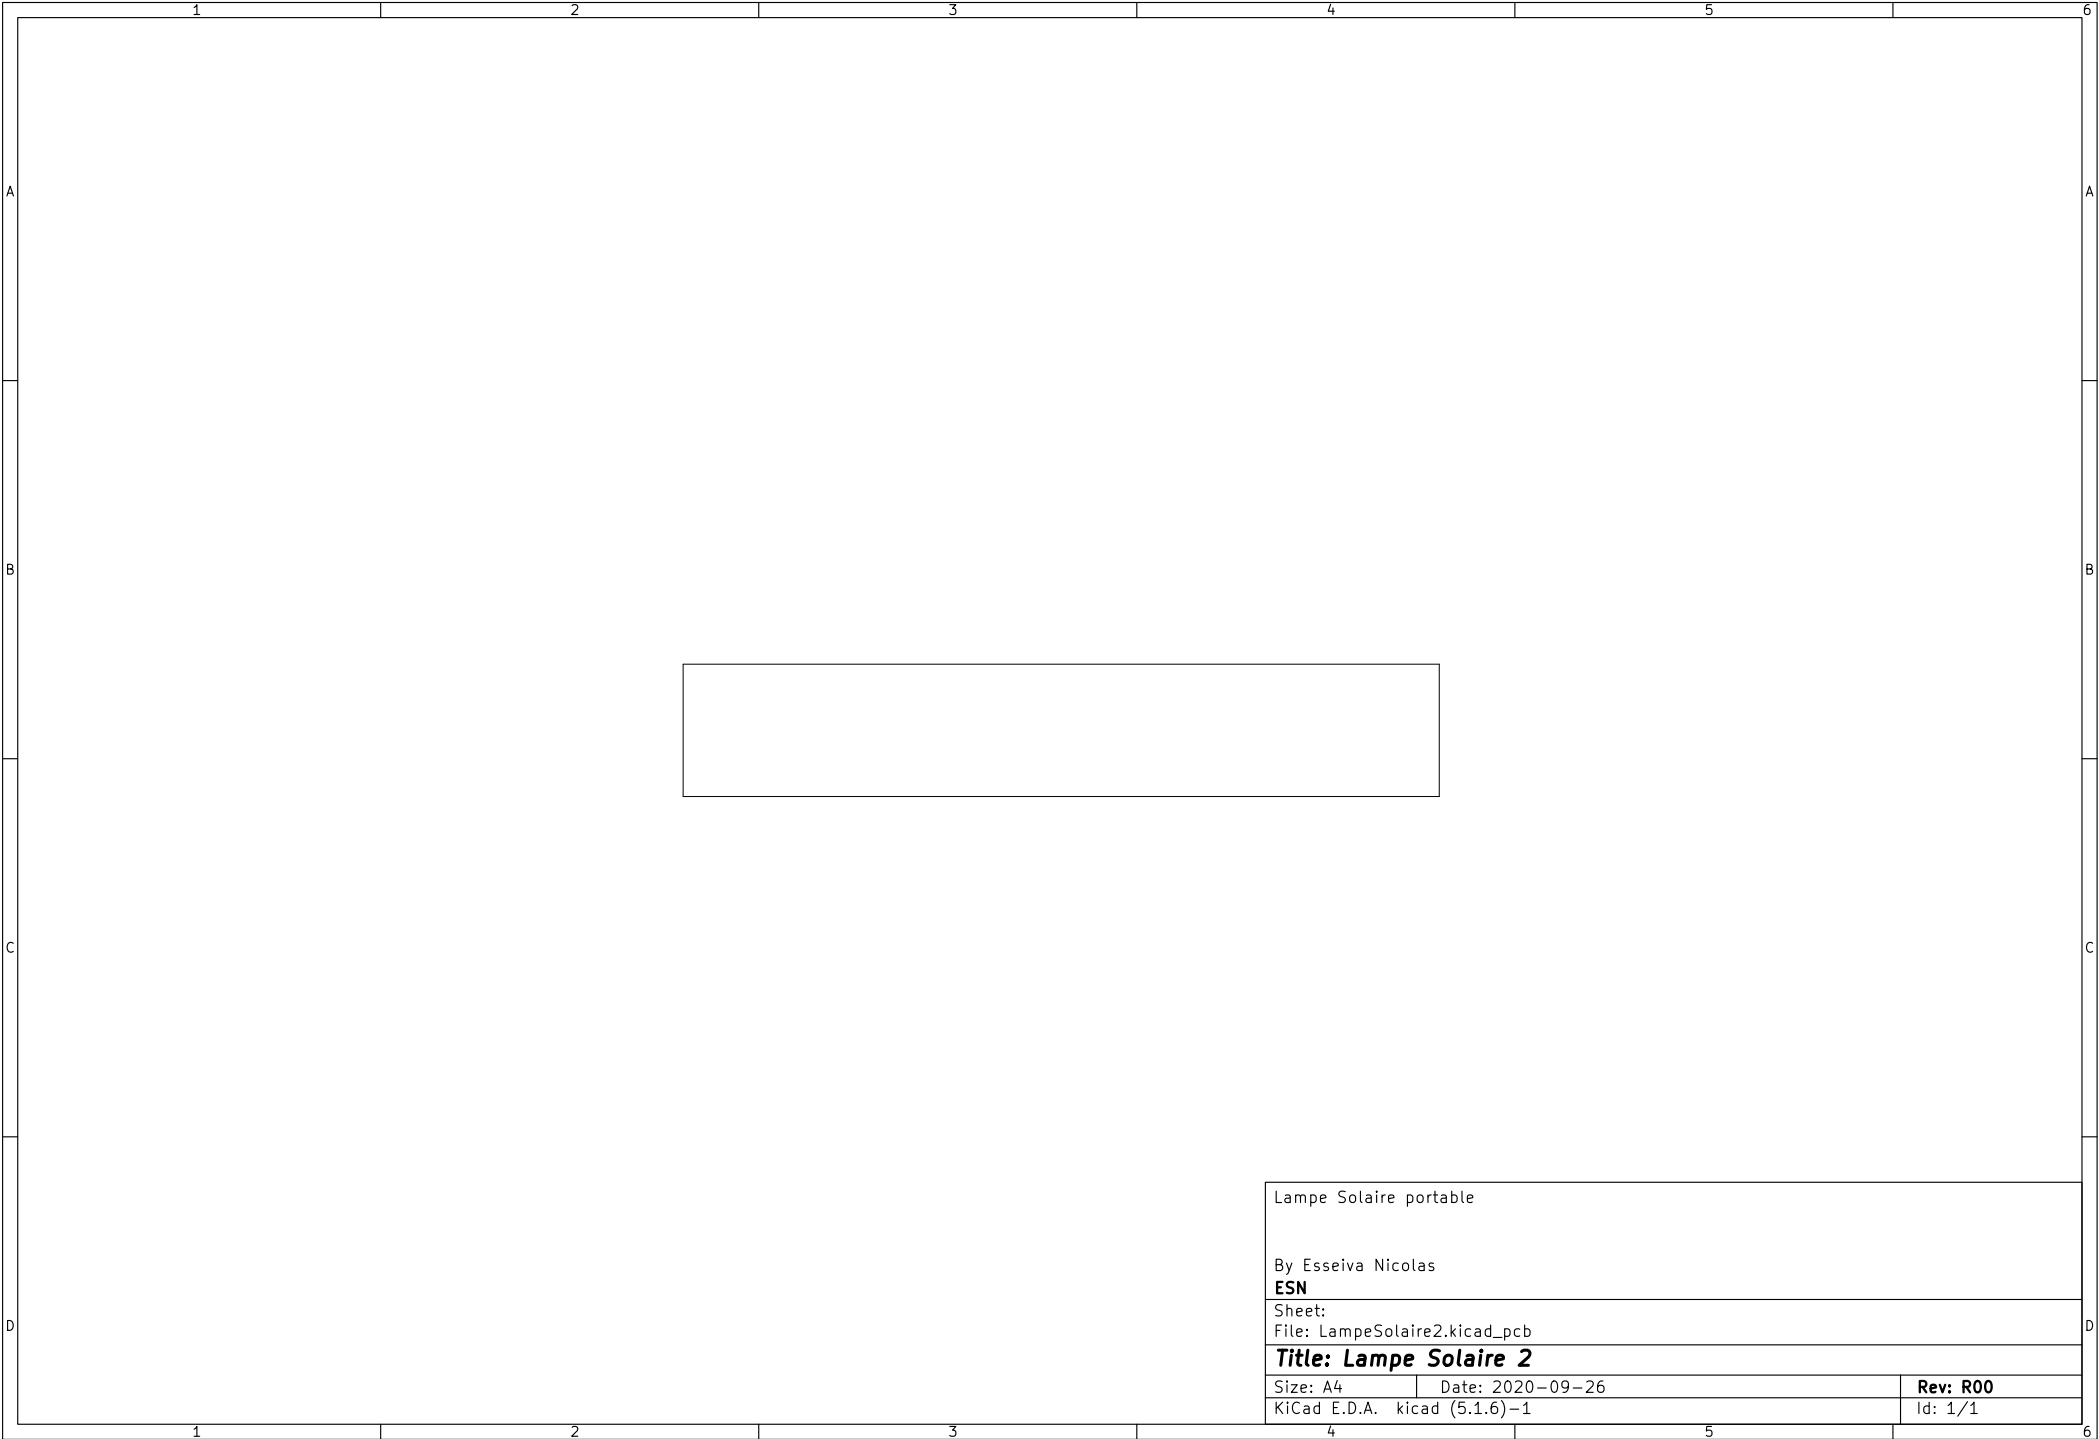 1 2 3 4 5 6
A A
B B
C C
Lampe Solaire portable
By Esseiva Nicolas
ESN
Sheet:
D D
File: LampeSolaire2.kicad_pcb
Title: Lampe Solaire 2
Size: A4 Date: 2020-09-26 Rev: R00
KiCad E.D.A. kicad (5.1.6)-1 Id: 1/1
1 2 3 4 5 6